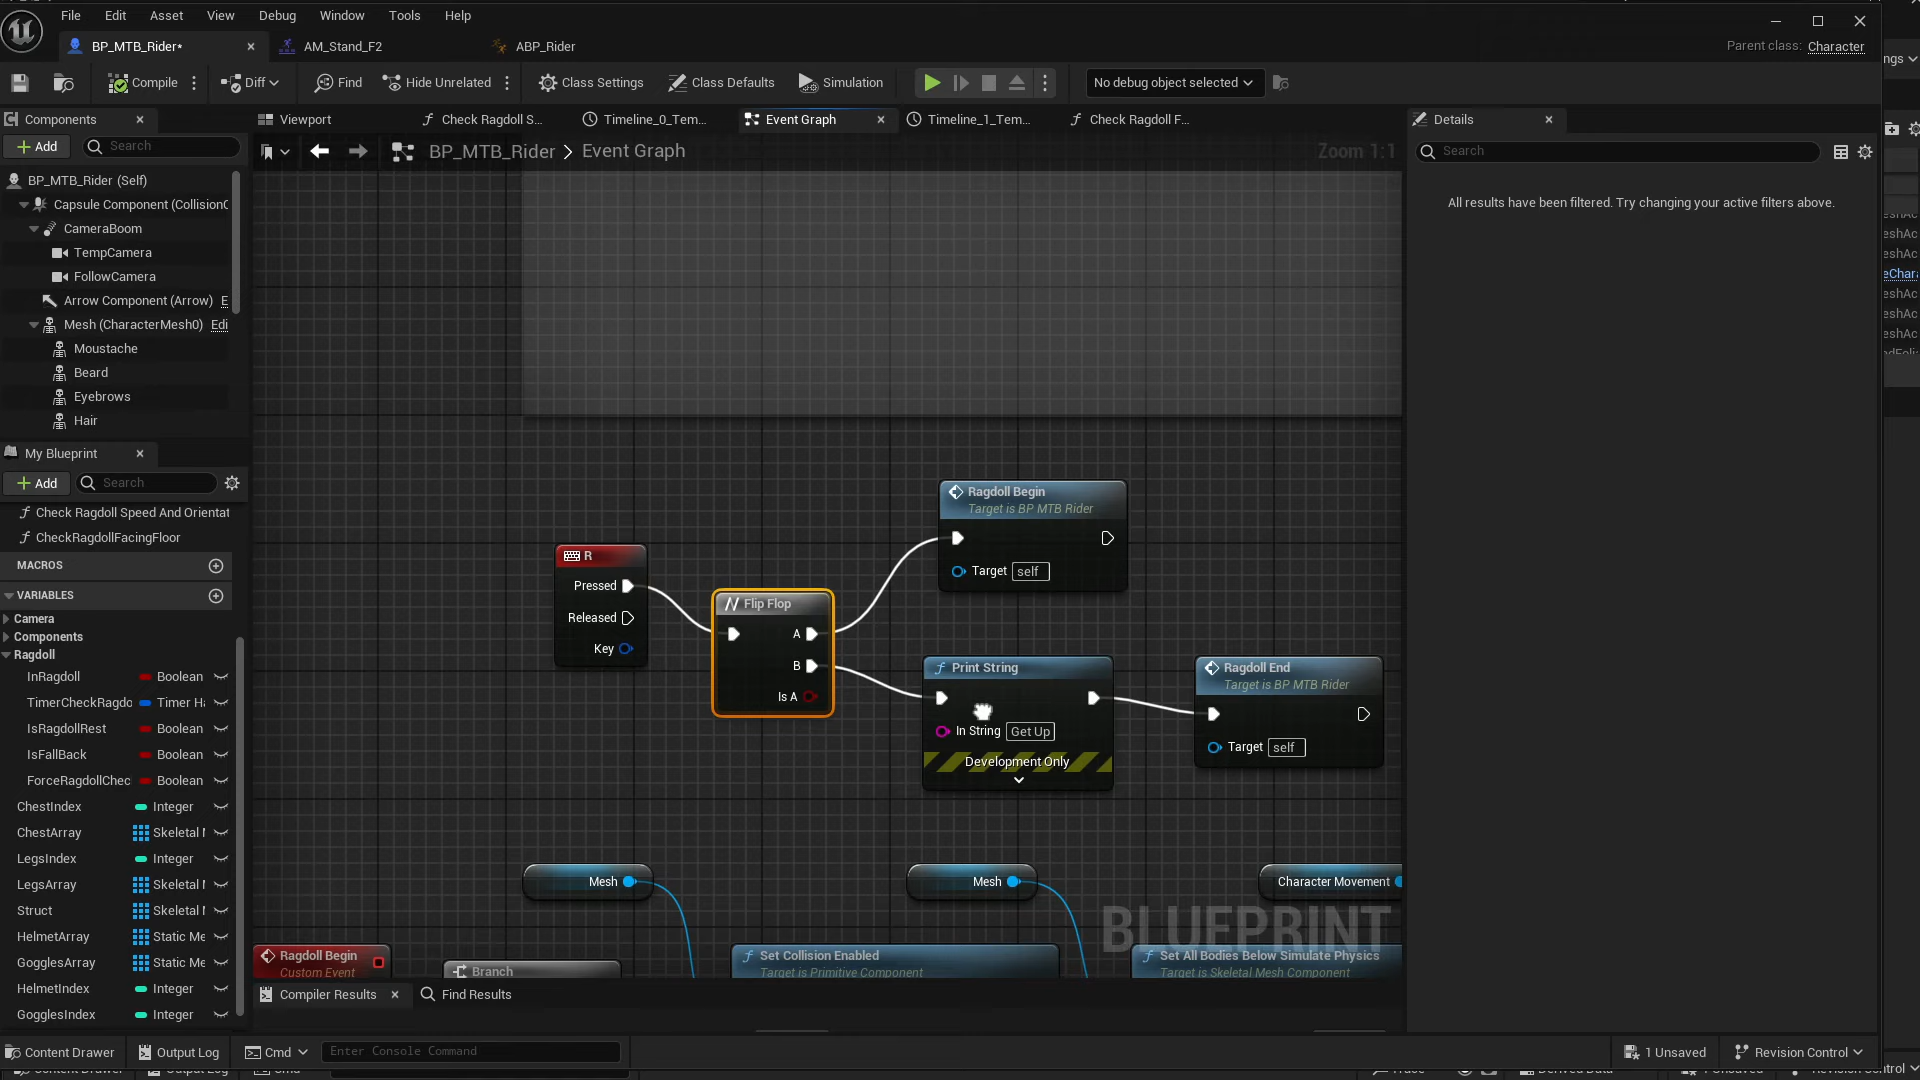 File Edit Asset View Debug Window Tools Help
BP_MTB_Rider* AM_Stand_F2 ABP_Rider
Parent class: Character
Compile Diff Find Hide Unrelated Class Settings Class Defaults Simulation No debug object selected
ngs
Components
Viewport Check Ragdoll S... Timeline_0_Tem... Event Graph Timeline_1_Tem... Check Ragdoll F... Details
Add Search
BP_MTB_Rider > Event Graph
Zoom 1:1
Search
All results have been filtered. Try changing your active filters above.
BP_MTB_Rider (Self)
Capsule Component (CollisionC
CameraBoom
TempCamera
FollowCamera
Arrow Component (Arrow) E
Mesh (CharacterMesh0) Edi
Moustache
Beard
Eyebrows
Hair
My Blueprint
Add Search
Check Ragdoll Speed And Orientat
CheckRagdollFacingFloor
MACROS
VARIABLES
Camera
Components
Ragdoll
InRagdoll Boolean
TimerCheckRagdo Timer Ha
IsRagdollRest Boolean
IsFallBack Boolean
ForceRagdollChec Boolean
ChestIndex Integer
ChestArray Skeletal M
LegsIndex Integer
LegsArray Skeletal M
Struct Skeletal M
HelmetArray Static Me
GogglesArray Static Me
HelmetIndex Integer
GogglesIndex Integer
R
Pressed
Released
Key
Flip Flop
A
B
Is A
Ragdoll Begin
Target is BP MTB Rider
Target self
Print String
In String Get Up
Development Only
Ragdoll End
Target is BP MTB Rider
Target self
Mesh
Mesh
Character Movement
BLUEPRINT
Ragdoll Begin
Custom Event
Branch
Set Collision Enabled
Target is Primitive Component
Set All Bodies Below Simulate Physics
Target is Skeletal Mesh Component
Compiler Results Find Results
Content Drawer Output Log Cmd Enter Console Command 1 Unsaved Revision Control
eshAc
eshAc
eChara
eshAc
eshAc
eshAc